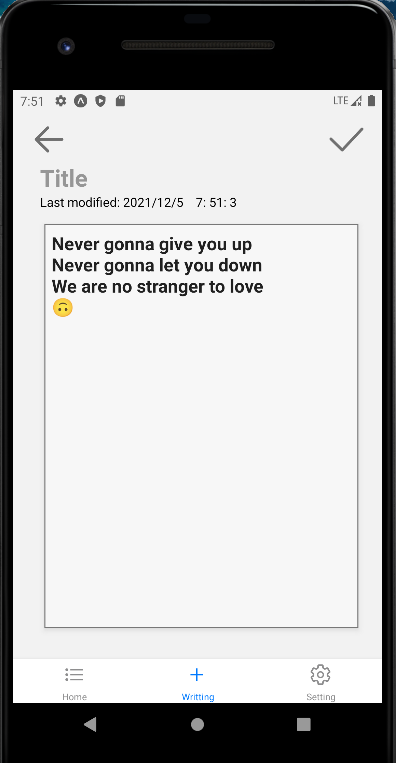 7:51 LTE
Title
Last modified: 2021/12/5 7: 51: 3
Never gonna give you up
Never gonna let you down
We are no stranger to love
🙃
Home Writting Setting